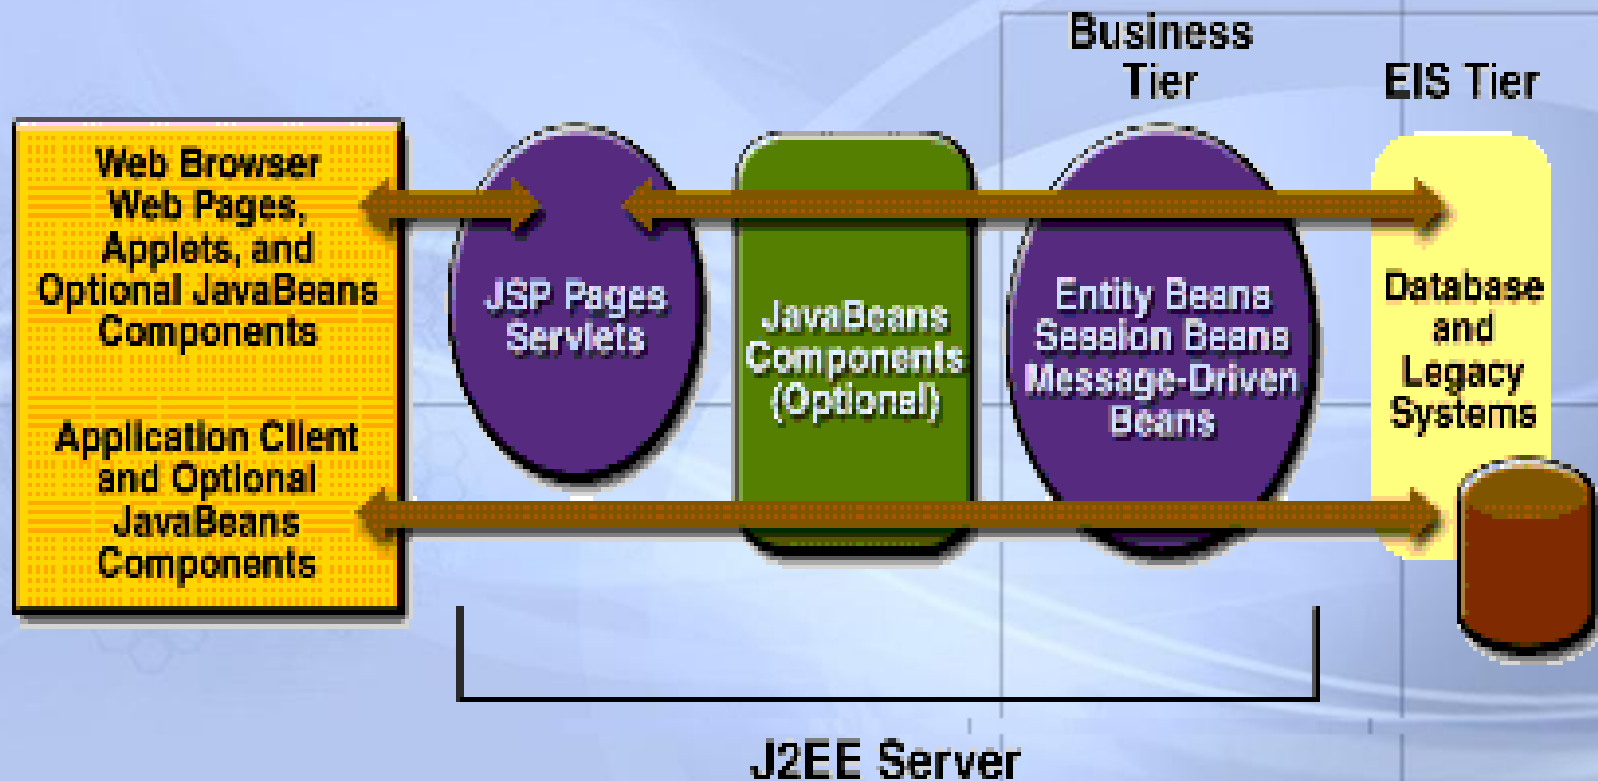 Business
Tier
EIS Tier
Web Browser
Web Pages,
Applets, and
Optional JavaBeans
Components
Application Client
and Optional
JavaBeans
Components
JSP Pages
Servlets
JavaBeans
Components
(Optional)
Entity Beans
Session Beans
Message-Driven
Beans
Database
and
Legacy
Systems
J2EE Server